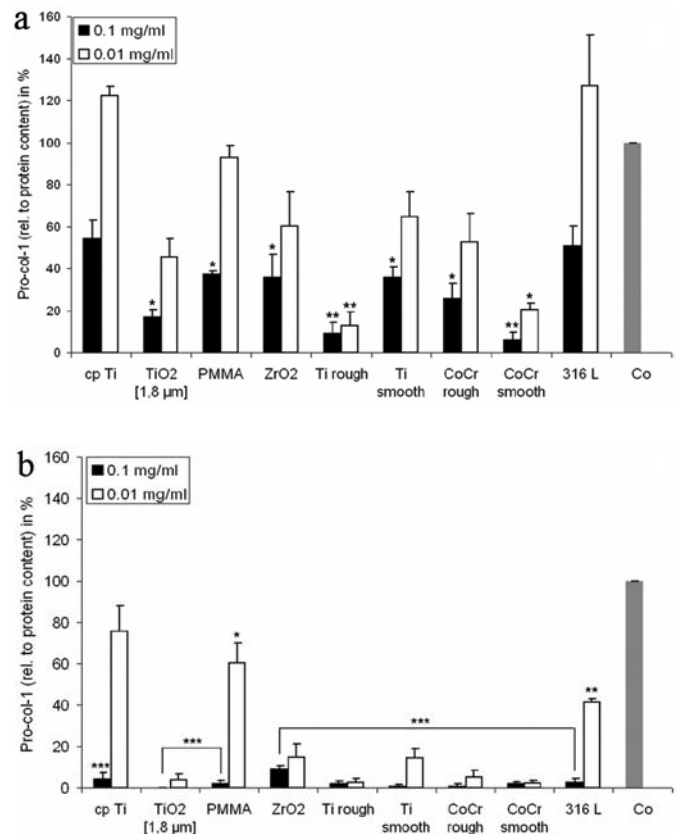 a
160
140
120
100
80
60
40
20
0
Pro-col-1 (rel. to protein content) in %
0.1 mg/ml
0.01 mg/ml
* * * ** ** * * ** *
cp Ti TiO2 PMMA ZrO2 Ti rough Ti CoCr CoCr 316 L Co
[1,8 µm] smooth rough smooth
b
160
140
120
100
80
60
40
20
0
Pro-col-1 (rel. to protein content) in %
0.1 mg/ml
0.01 mg/ml
*
**
*** ***
***
cp Ti TiO2 PMMA ZrO2 Ti rough Ti CoCr CoCr 316 L Co
[1,8 µm] smooth rough smooth